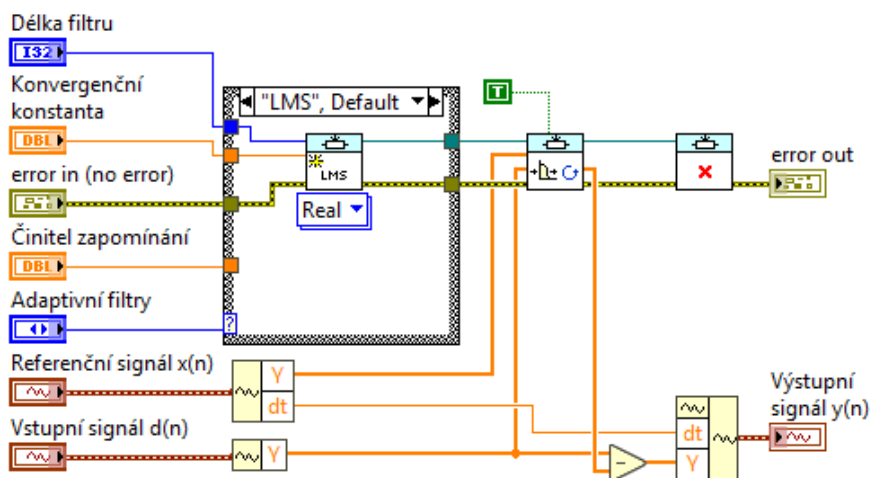 Délka filtru
I32
Konvergenční
konstanta
DBL
error in (no error)
Činitel zapomínání
DBL
Adaptivní filtry
"LMS", Default
LMS
Real
?
T
error out
Referenční signál x(n)
Y
dt
Vstupní signál d(n)
Y
Výstupní
signál y(n)
dt
Y